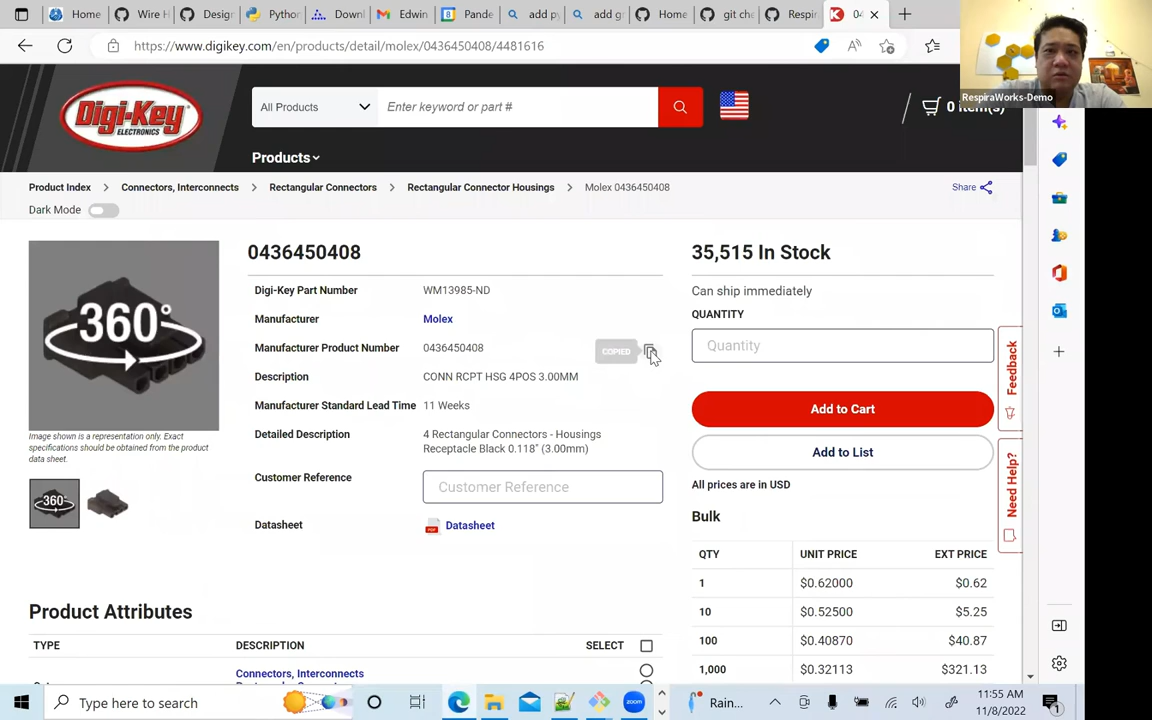 Home
Wire H
Design
Python
Downl
Edwin
Pande
add py
add gr
Home
git che
Respir
https://www.digikey.com/en/products/detail/molex/0436450408/4481616
RespiraWorks-Demo
Digi-Key
ELECTRONICS
All Products
Enter keyword or part #
0 item(s)
Products
Product Index > Connectors, Interconnects > Rectangular Connectors > Rectangular Connector Housings > Molex 0436450408
Share
Dark Mode
360°
Image shown is a representation only. Exact
specifications should be obtained from the product
data sheet.
360°
0436450408
Digi-Key Part Number WM13985-ND
Manufacturer Molex
Manufacturer Product Number 0436450408
COPIED
Description CONN RCPT HSG 4POS 3.00MM
Manufacturer Standard Lead Time 11 Weeks
Detailed Description 4 Rectangular Connectors - Housings
Receptacle Black 0.118" (3.00mm)
Customer Reference Customer Reference
Datasheet Datasheet
35,515 In Stock
Can ship immediately
QUANTITY
Quantity
Add to Cart
Add to List
All prices are in USD
Bulk
QTY UNIT PRICE EXT PRICE
1 $0.62000 $0.62
10 $0.52500 $5.25
100 $0.40870 $40.87
1,000 $0.32113 $321.13
Feedback
Need Help?
Product Attributes
TYPE DESCRIPTION SELECT
Connectors, Interconnects
Type here to search
zoom
Rain...
11:55 AM
11/8/2022
1